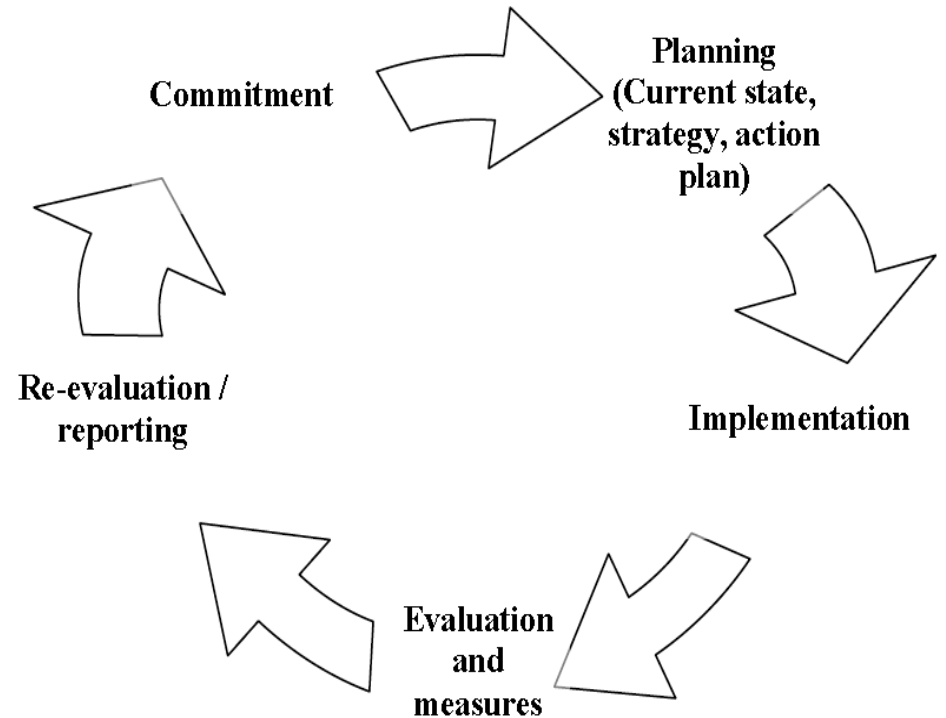 Commitment
Planning
(Current state,
strategy, action
plan)
Implementation
Evaluation
and
measures
Re-evaluation /
reporting